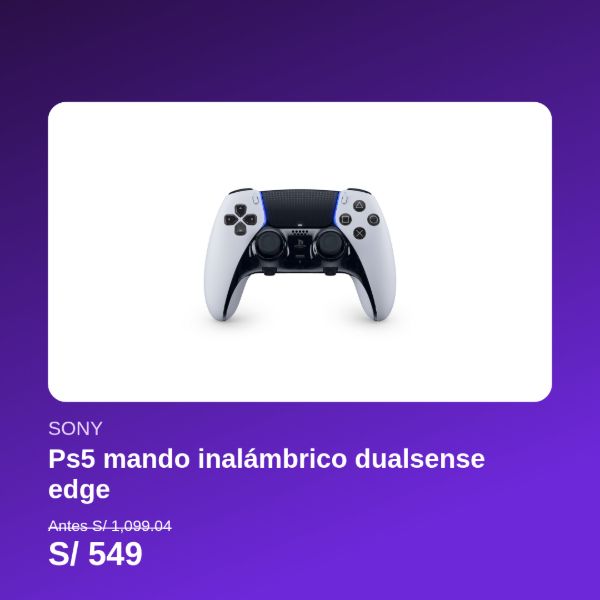 SONY
Ps5 mando inalámbrico dualsense
edge
Antes S/ 1,099.04
S/ 549